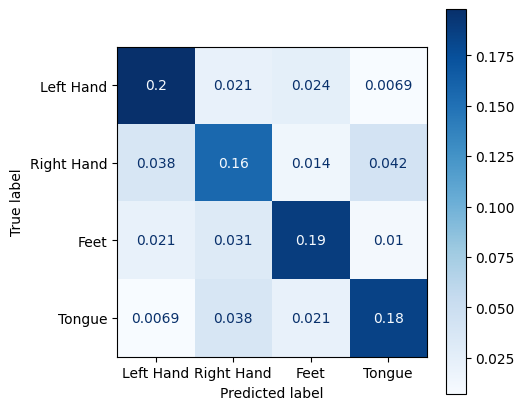 Left Hand 0.2 0.021 0.024 0.0069
Right Hand 0.038 0.16 0.014 0.042
Feet 0.021 0.031 0.19 0.01
Tongue 0.0069 0.038 0.021 0.18
Left Hand Right Hand Feet Tongue
Predicted label
True label
0.175
0.150
0.125
0.100
0.075
0.050
0.025